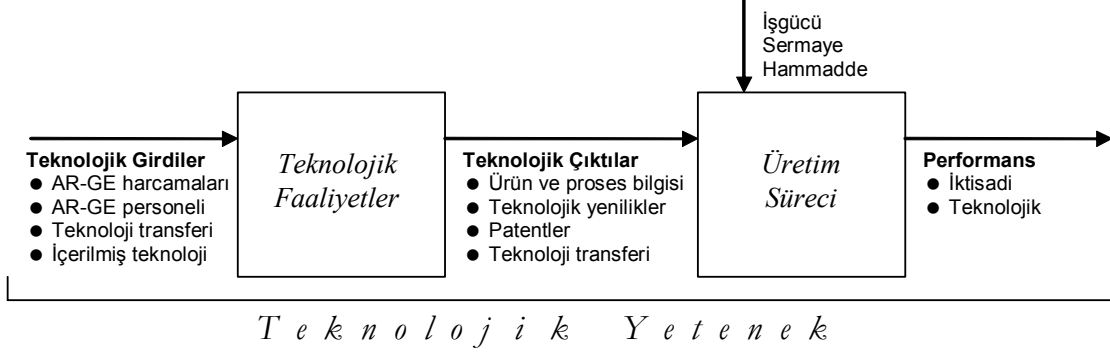 İşgücü
Sermaye
Hammadde
Teknolojik Girdiler
● AR-GE harcamaları
● AR-GE personeli
● Teknoloji transferi
● İçerilmiş teknoloji
Teknolojik
Faaliyetler
Teknolojik Çıktılar
● Ürün ve proses bilgisi
● Teknolojik yenilikler
● Patentler
● Teknoloji transferi
Üretim
Süreci
Performans
● İktisadi
● Teknolojik
Teknolojik Yetenek